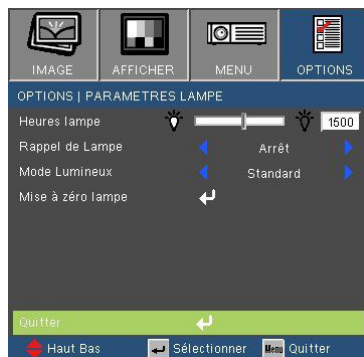 IMAGE AFFICHER MENU OPTIONS
OPTIONS | PARAMETRES LAMPE
Heures lampe 1500
Rappel de Lampe Arrêt
Mode Lumineux Standard
Mise à zéro lampe
Quitter
Haut Bas Sélectionner Menu Quitter